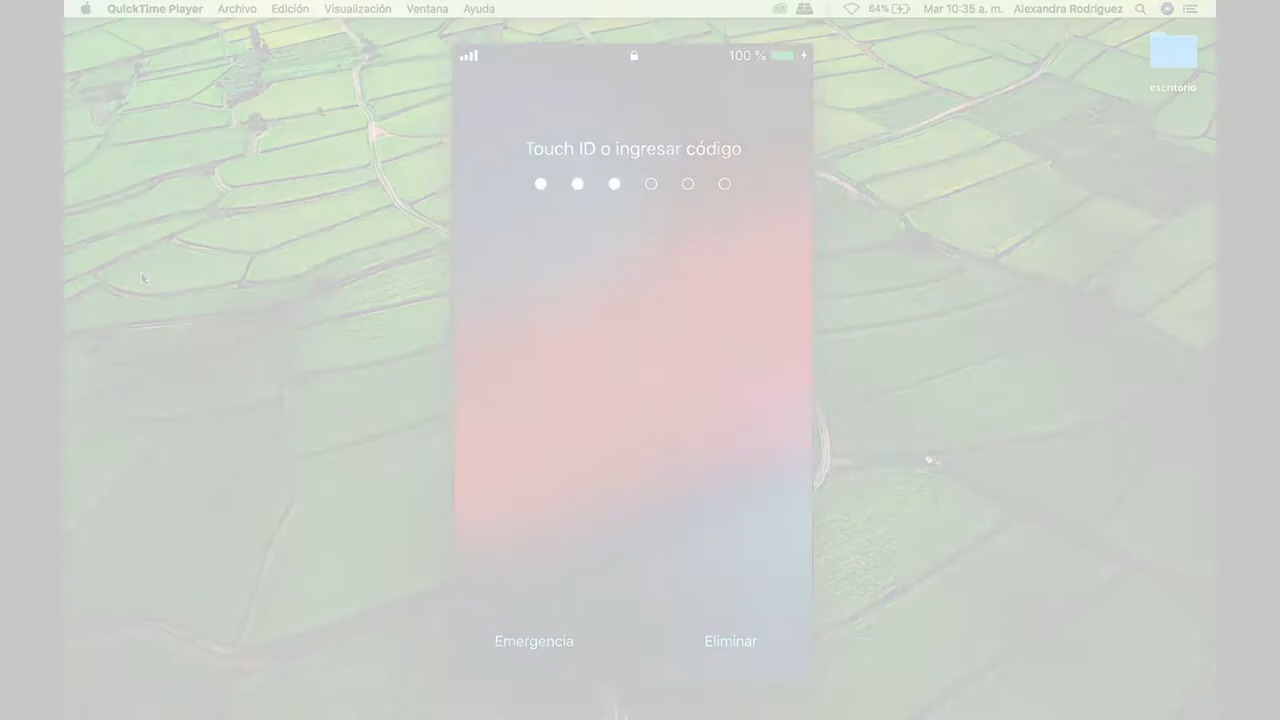 QuickTime Player Archivo Edición Visualización Ventana Ayuda 64% Mar 10:35 a. m. Alexandra Rodriguez
escritorio
100 %
Touch ID o ingresar código
Emergencia Eliminar